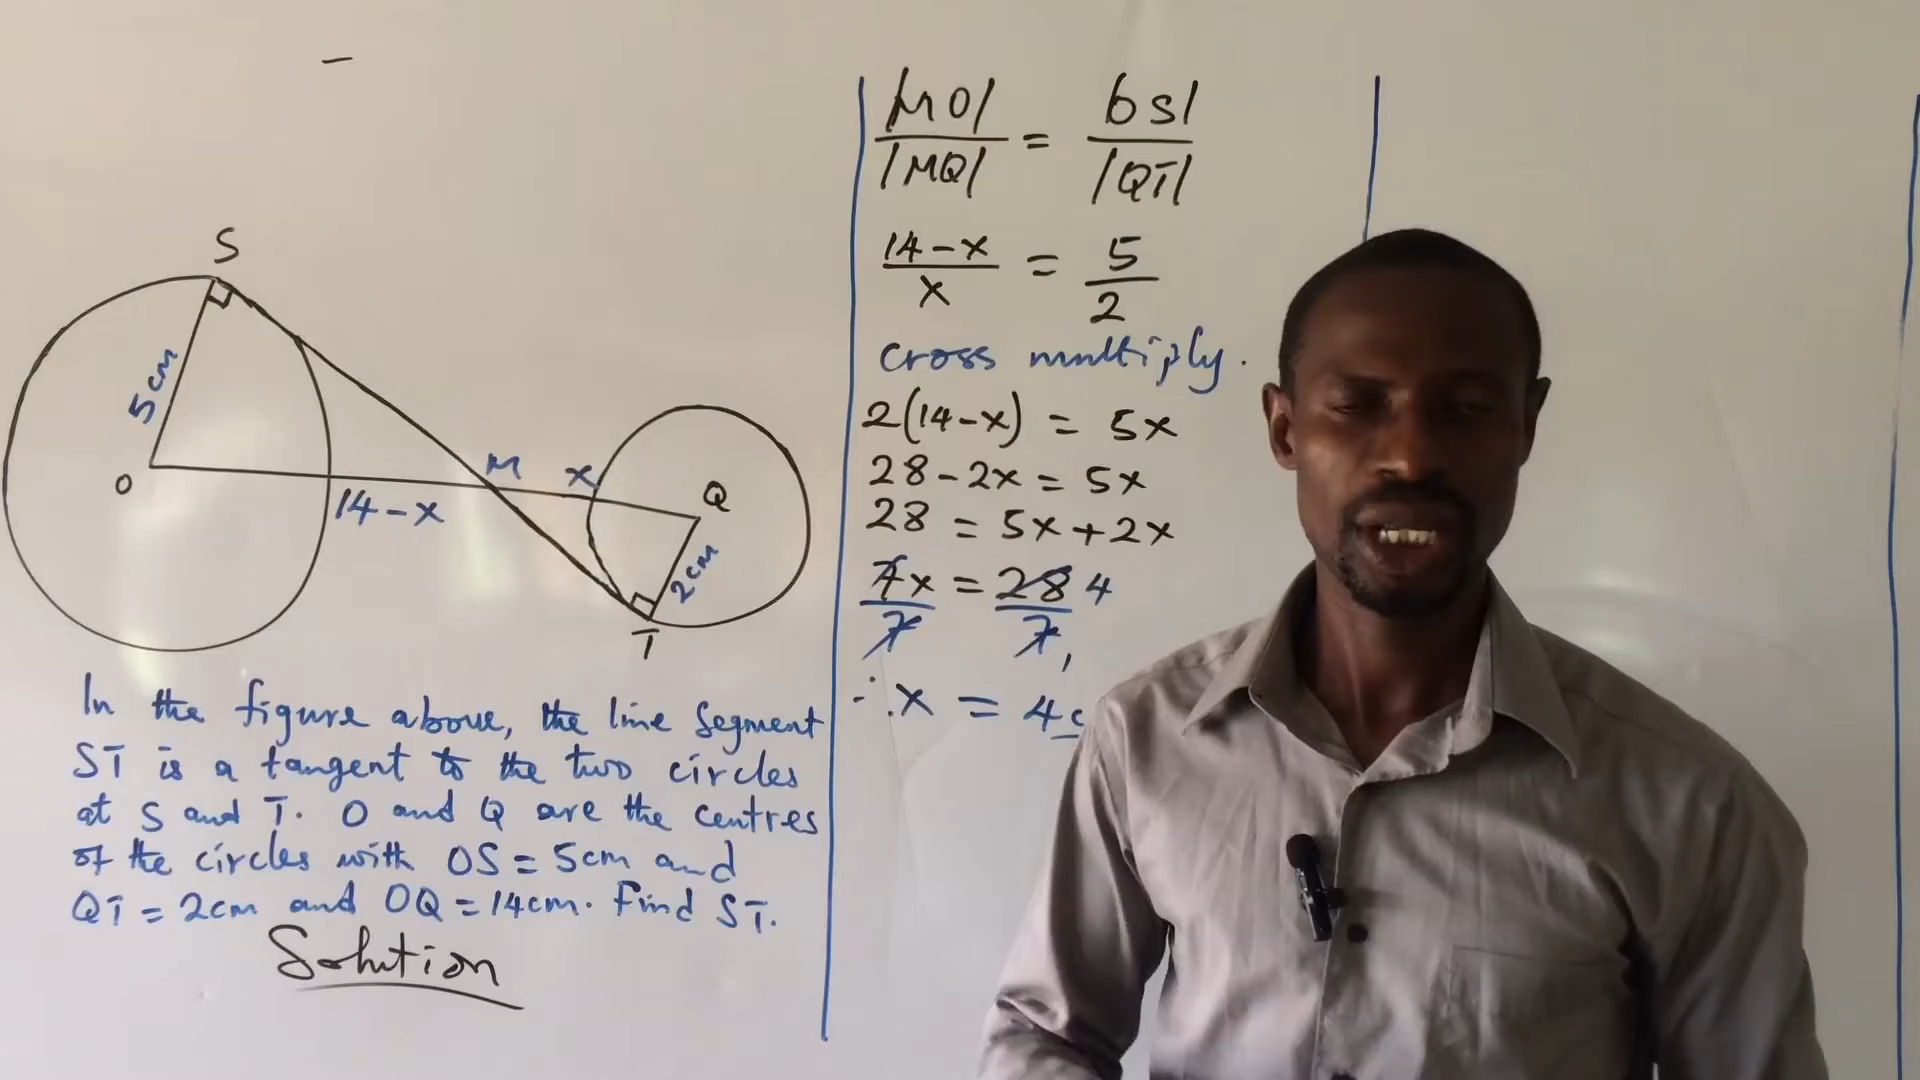 S
5cm
O
14-x
M
x
Q
2cm
T
In the figure above, the line segment
ST is a tangent to the two circles
at S and T. O and Q are the centres
of the circles with OS = 5cm and
QT = 2cm and OQ = 14cm. Find ST.
Solution
|MO| / |MQ| = |OS| / |QT|
14-x / x = 5 / 2
cross multiply.
2(14-x) = 5x
28-2x = 5x
28 = 5x+2x
7x / 7 = 28 4 / 7 1
∴ x = 4c